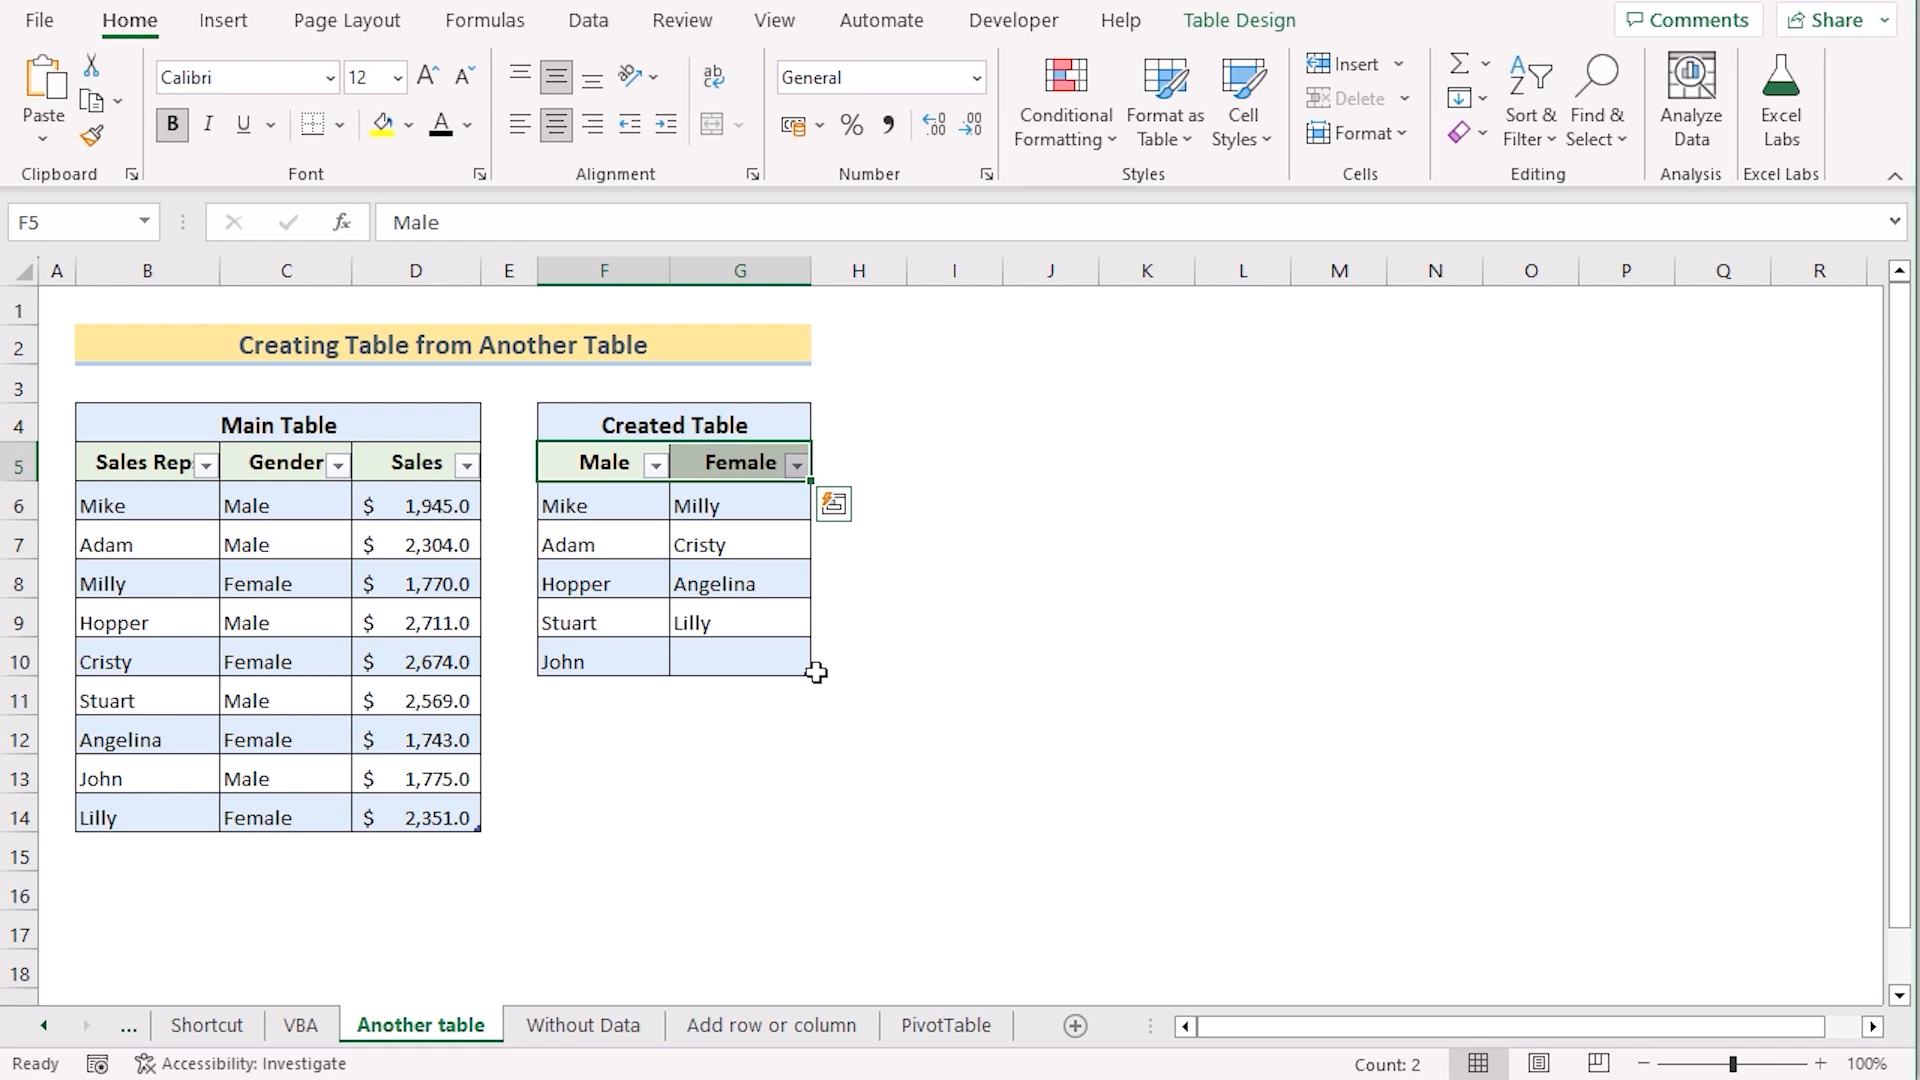 File Home Insert Page Layout Formulas Data Review View Automate Developer Help Table Design Comments Share
Paste
Clipboard
Calibri 12
B I U A
Font
ab
Alignment
General
% 9 .00 .00
Number
Conditional Formatting
Format as Table
Cell Styles
Styles
Insert
Delete
Format
Cells
Sort & Filter
Find & Select
Editing
Analyze Data
Analysis
Excel Labs
Excel Labs
F5 fx Male
A B C D E F G H I J K L M N O P Q R
1
2 Creating Table from Another Table
3
4 Main Table Created Table
5 Sales Rep Gender Sales Male Female
6 Mike Male $ 1,945.0 Mike Milly
7 Adam Male $ 2,304.0 Adam Cristy
8 Milly Female $ 1,770.0 Hopper Angelina
9 Hopper Male $ 2,711.0 Stuart Lilly
10 Cristy Female $ 2,674.0 John
11 Stuart Male $ 2,569.0
12 Angelina Female $ 1,743.0
13 John Male $ 1,775.0
14 Lilly Female $ 2,351.0
15
16
17
18
... Shortcut VBA Another table Without Data Add row or column PivotTable
Ready Accessibility: Investigate Count: 2 100%